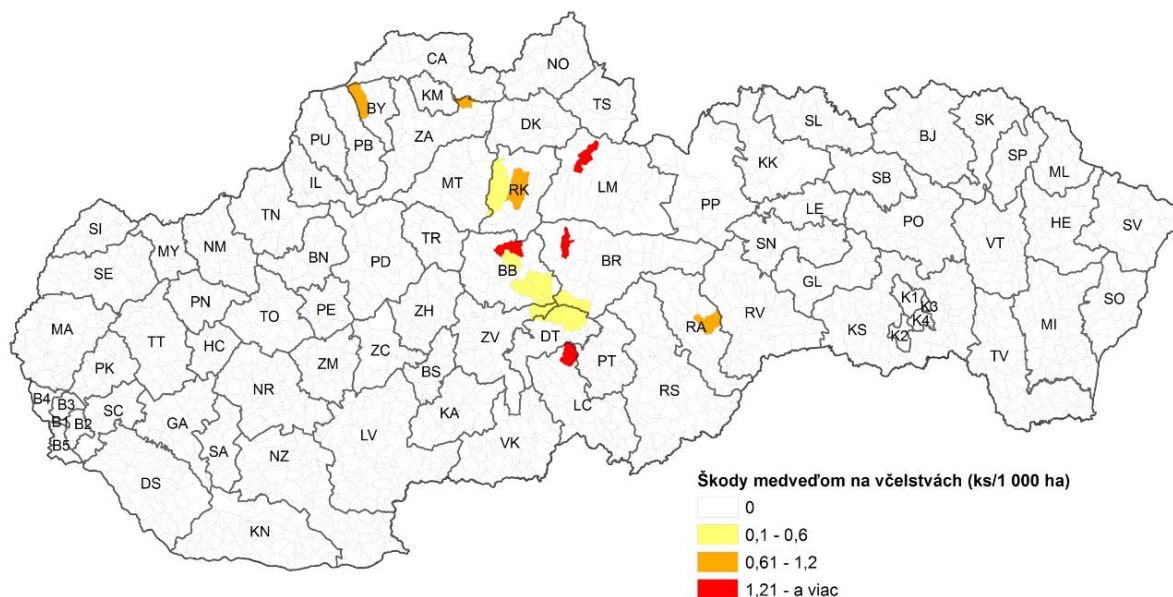 CA
NO
KM
BY
TS
DK
ZA
PU
PB
SL
BJ
SK
SP
KK
ML
IL
MT
RK
LM
SB
TN
PP
LE
PO
HE
SV
SI
MY
NM
BN
PD
TR
SN
VT
SE
BB
BR
GL
PN
PE
ZH
K1
K3
SO
MA
TT
TO
RA
RV
KS
K4
K2
MI
HC
ZM
ZC
ZV
DT
PK
BS
PT
TV
B4
B3
SC
NR
RS
B1
B2
GA
KA
LC
B5
SA
NZ
LV
VK
DS
KN
Škody medveďom na včelstvách (ks/1 000 ha)
0
0,1 - 0,6
0,61 - 1,2
1,21 - a viac